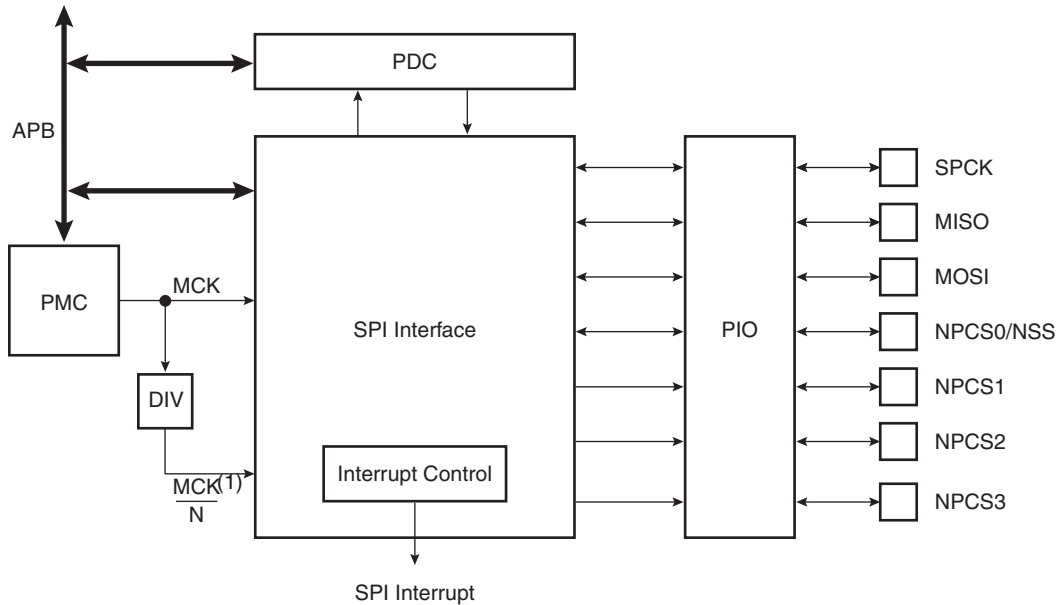 PDC
APB
SPCK
MISO
MOSI
PMC
MCK
SPI Interface
PIO
NPCS0/NSS
NPCS1
DIV
NPCS2
Interrupt Control
MCK(1)
N
NPCS3
SPI Interrupt